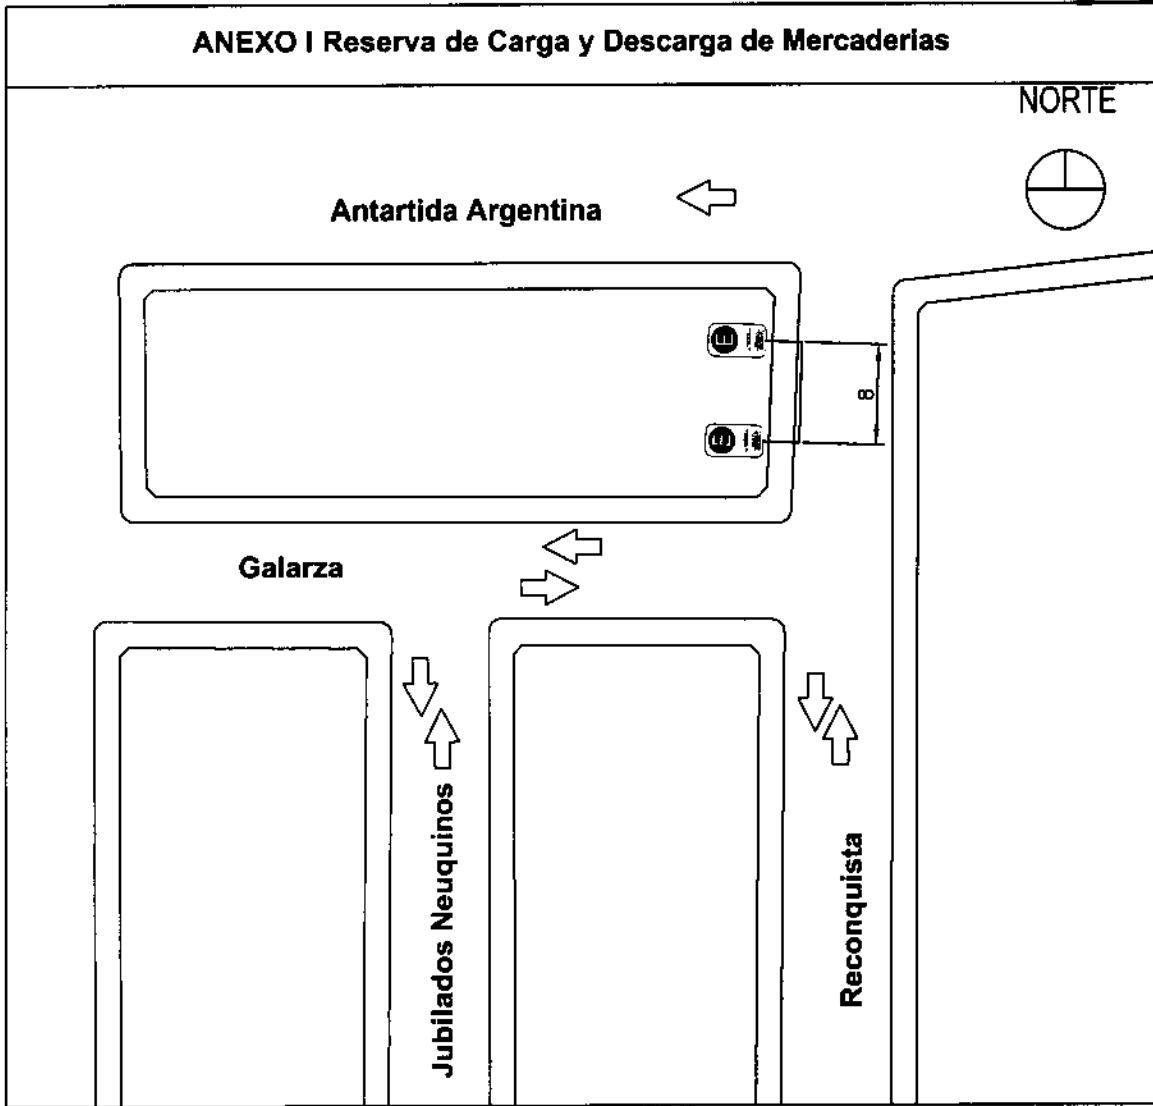 ANEXO I Reserva de Carga y Descarga de Mercaderias
NORTE
Antartida Argentina
E
8
E
Galarza
Jubilados Neuquinos
Reconquista